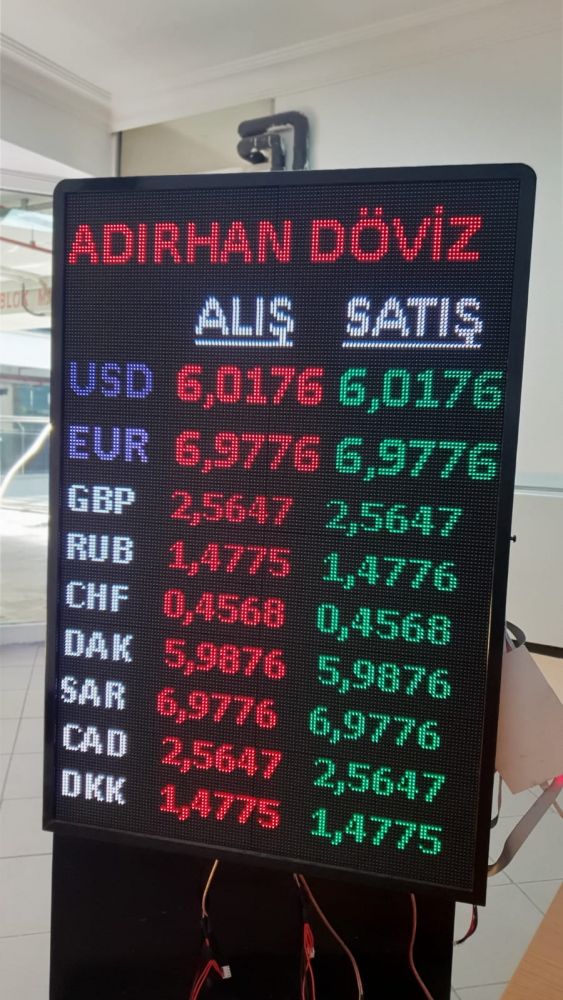 ADIRHAN DÖVİZ
ALIŞ SATIŞ
USD 6,0176 6,0176
EUR 6,9776 6,9776
GBP 2,5647 2,5647
RUB 1,4775 1,4776
CHF 0,4568 0,4568
DAK 5,9876 5,9876
SAR 6,9776 6,9776
CAD 2,5647 2,5647
DKK 1,4775 1,4775
BLOK